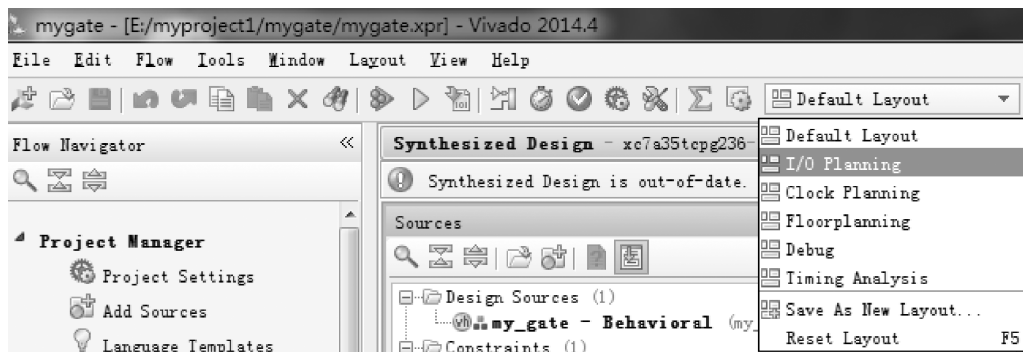 mygate - [E:/myproject1/mygate/mygate.xpr] - Vivado 2014.4
File Edit Flow Tools Window Layout View Help
Default Layout
Flow Navigator
Synthesized Design - xc7a35tcpg236-
Default Layout
I/O Planning
Synthesized Design is out-of-date.
Clock Planning
Sources
Floorplanning
Project Manager
Debug
Project Settings
Timing Analysis
Design Sources (1)
Add Sources
Save As New Layout...
my_gate - Behavioral (my_
Language Templates
Constraints (1)
Reset Layout F5